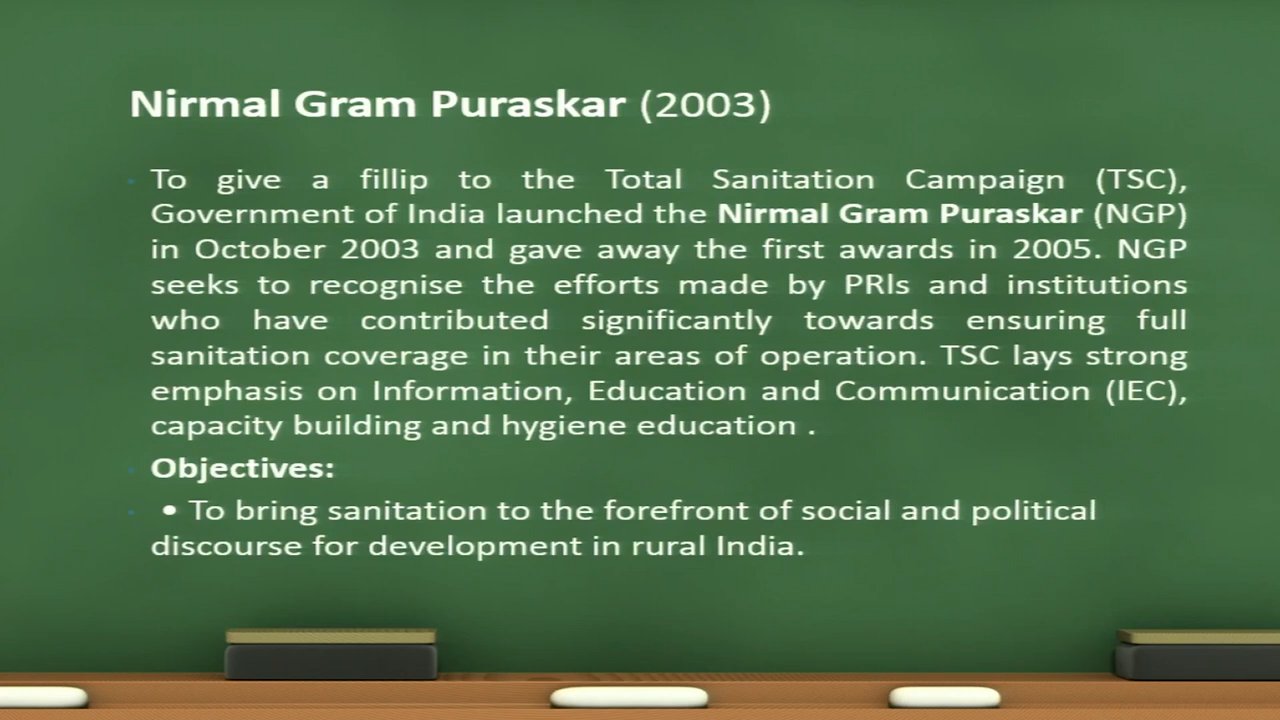 Nirmal Gram Puraskar (2003)
To give a fillip to the Total Sanitation Campaign (TSC),
Government of India launched the Nirmal Gram Puraskar (NGP)
in October 2003 and gave away the first awards in 2005. NGP
seeks to recognise the efforts made by PRIs and institutions
who have contributed significantly towards ensuring full
sanitation coverage in their areas of operation. TSC lays strong
emphasis on Information, Education and Communication (IEC),
capacity building and hygiene education .
Objectives:
• To bring sanitation to the forefront of social and political
discourse for development in rural India.